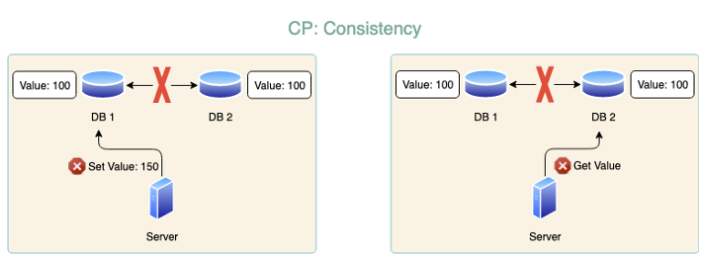 CP: Consistency
Value: 100
Value: 100
DB 1
DB 2
Set Value: 150
Server
Value: 100
Value: 100
DB 1
DB 2
Get Value
Server